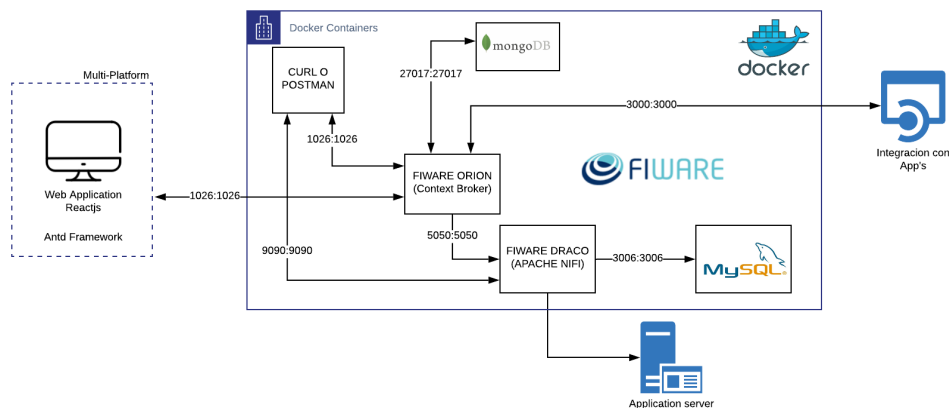 Docker Containers
mongoDB
docker
CURL O
POSTMAN
27017:27017
Multi-Platform
3000:3000
1026:1026
Integracion con
App's
FIWARE ORION
(Context Broker)
FIWARE
Web Application
Reactjs
1026:1026
Antd Framework
5050:5050
9090:9090
FIWARE DRACO
(APACHE NIFI)
3006:3006
MySQL®
Application server